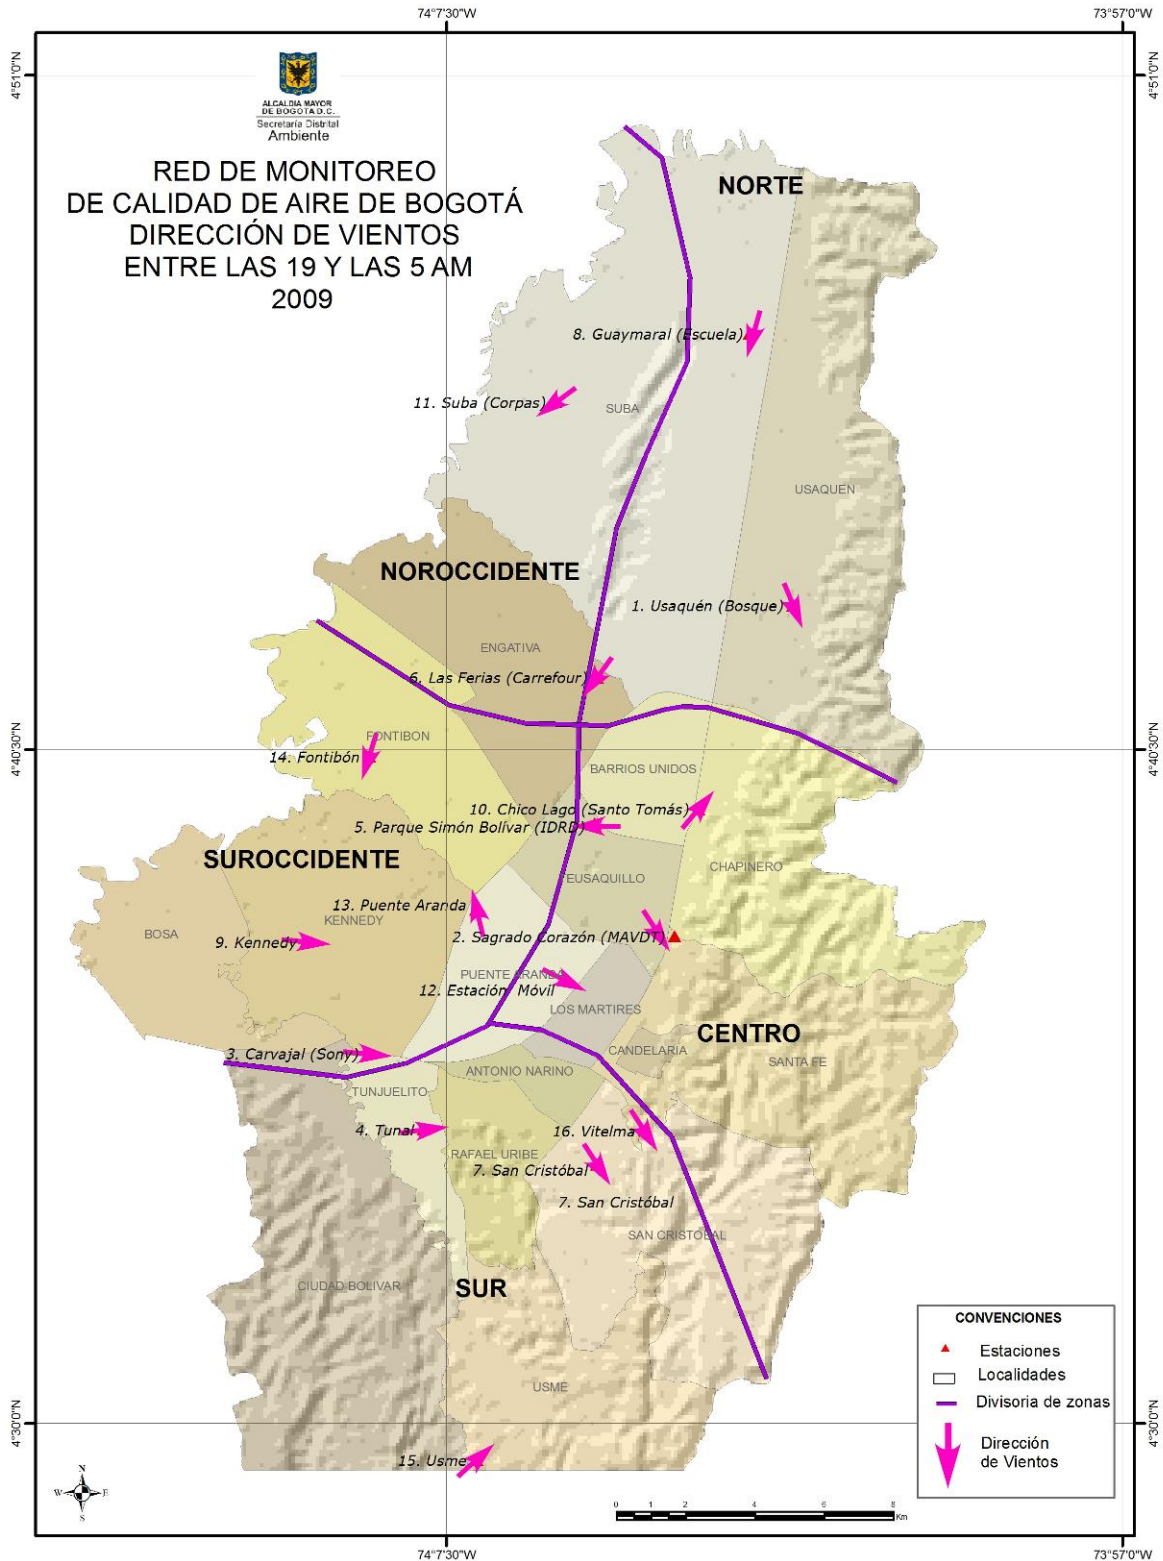 74°7'30"W
73°57'0"W
4°51'0"N
4°51'0"N
ALCALDIA MAYOR
DE BOGOTA D.C.
Secretaría Distrital
Ambiente
RED DE MONITOREO
DE CALIDAD DE AIRE DE BOGOTÁ
DIRECCIÓN DE VIENTOS
ENTRE LAS 19 Y LAS 5 AM
2009
NORTE
8. Guaymaral (Escuela)
11. Suba (Corpas)
SUBA
USAQUEN
NOROCCIDENTE
1. Usaquén (Bosque)
ENGATIVA
6. Las Ferias (Carrefour)
FONTIBON
14. Fontibón
4°40'30"N
4°40'30"N
BARRIOS UNIDOS
10. Chico Lago (Santo Tomás)
5. Parque Simón Bolívar (IDRD)
SUROCCIDENTE
CHAPINERO
TEUSAQUILLO
13. Puente Aranda
KENNEDY
BOSA
9. Kennedy
2. Sagrado Corazón (MAVDT)
PUENTE ARANDA
12. Estación Móvil
LOS MARTIRES
CENTRO
3. Carvajal (Sony)
CANDELARIA
SANTA FE
ANTONIO NARINO
TUNJUELITO
4. Tunal
16. Vitelma
RAFAEL URIBE
7. San Cristóbal
7. San Cristóbal
SAN CRISTOBAL
CIUDAD BOLIVAR
SUR
USME
15. Usme
4°30'0"N
4°30'0"N
CONVENCIONES
Estaciones
Localidades
Divisoria de zonas
Dirección
de Vientos
N
W E
S
0 1 2 4 6 8
Km
74°7'30"W
73°57'0"W